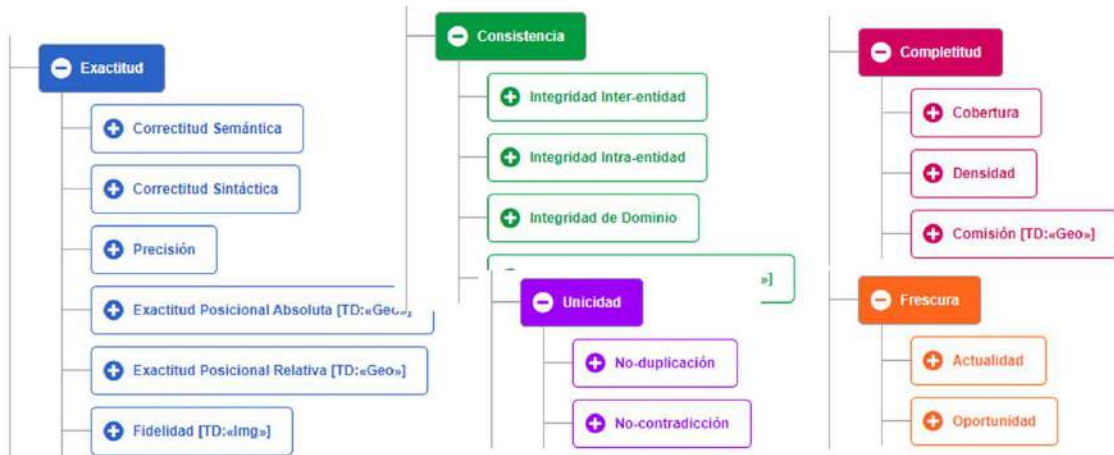 Exactitud
Correctitud Semántica
Correctitud Sintáctica
Precisión
Exactitud Posicional Absoluta [TD:«Geo»]
Exactitud Posicional Relativa [TD:«Geo»]
Fidelidad [TD:«Img»]
Consistencia
Integridad Inter-entidad
Integridad Intra-entidad
Integridad de Dominio
»]
Unicidad
No-duplicación
No-contradicción
Completitud
Cobertura
Densidad
Comisión [TD:«Geo»]
Frescura
Actualidad
Oportunidad